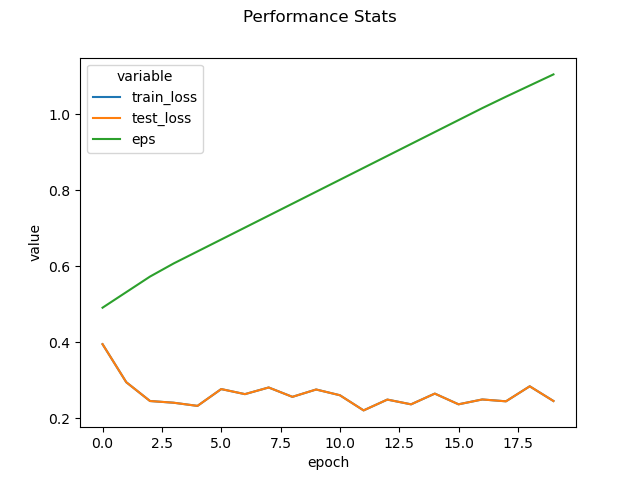 Performance Stats
variable
train_loss
test_loss
eps
value
1.0
0.8
0.6
0.4
0.2
0.0 2.5 5.0 7.5 10.0 12.5 15.0 17.5
epoch